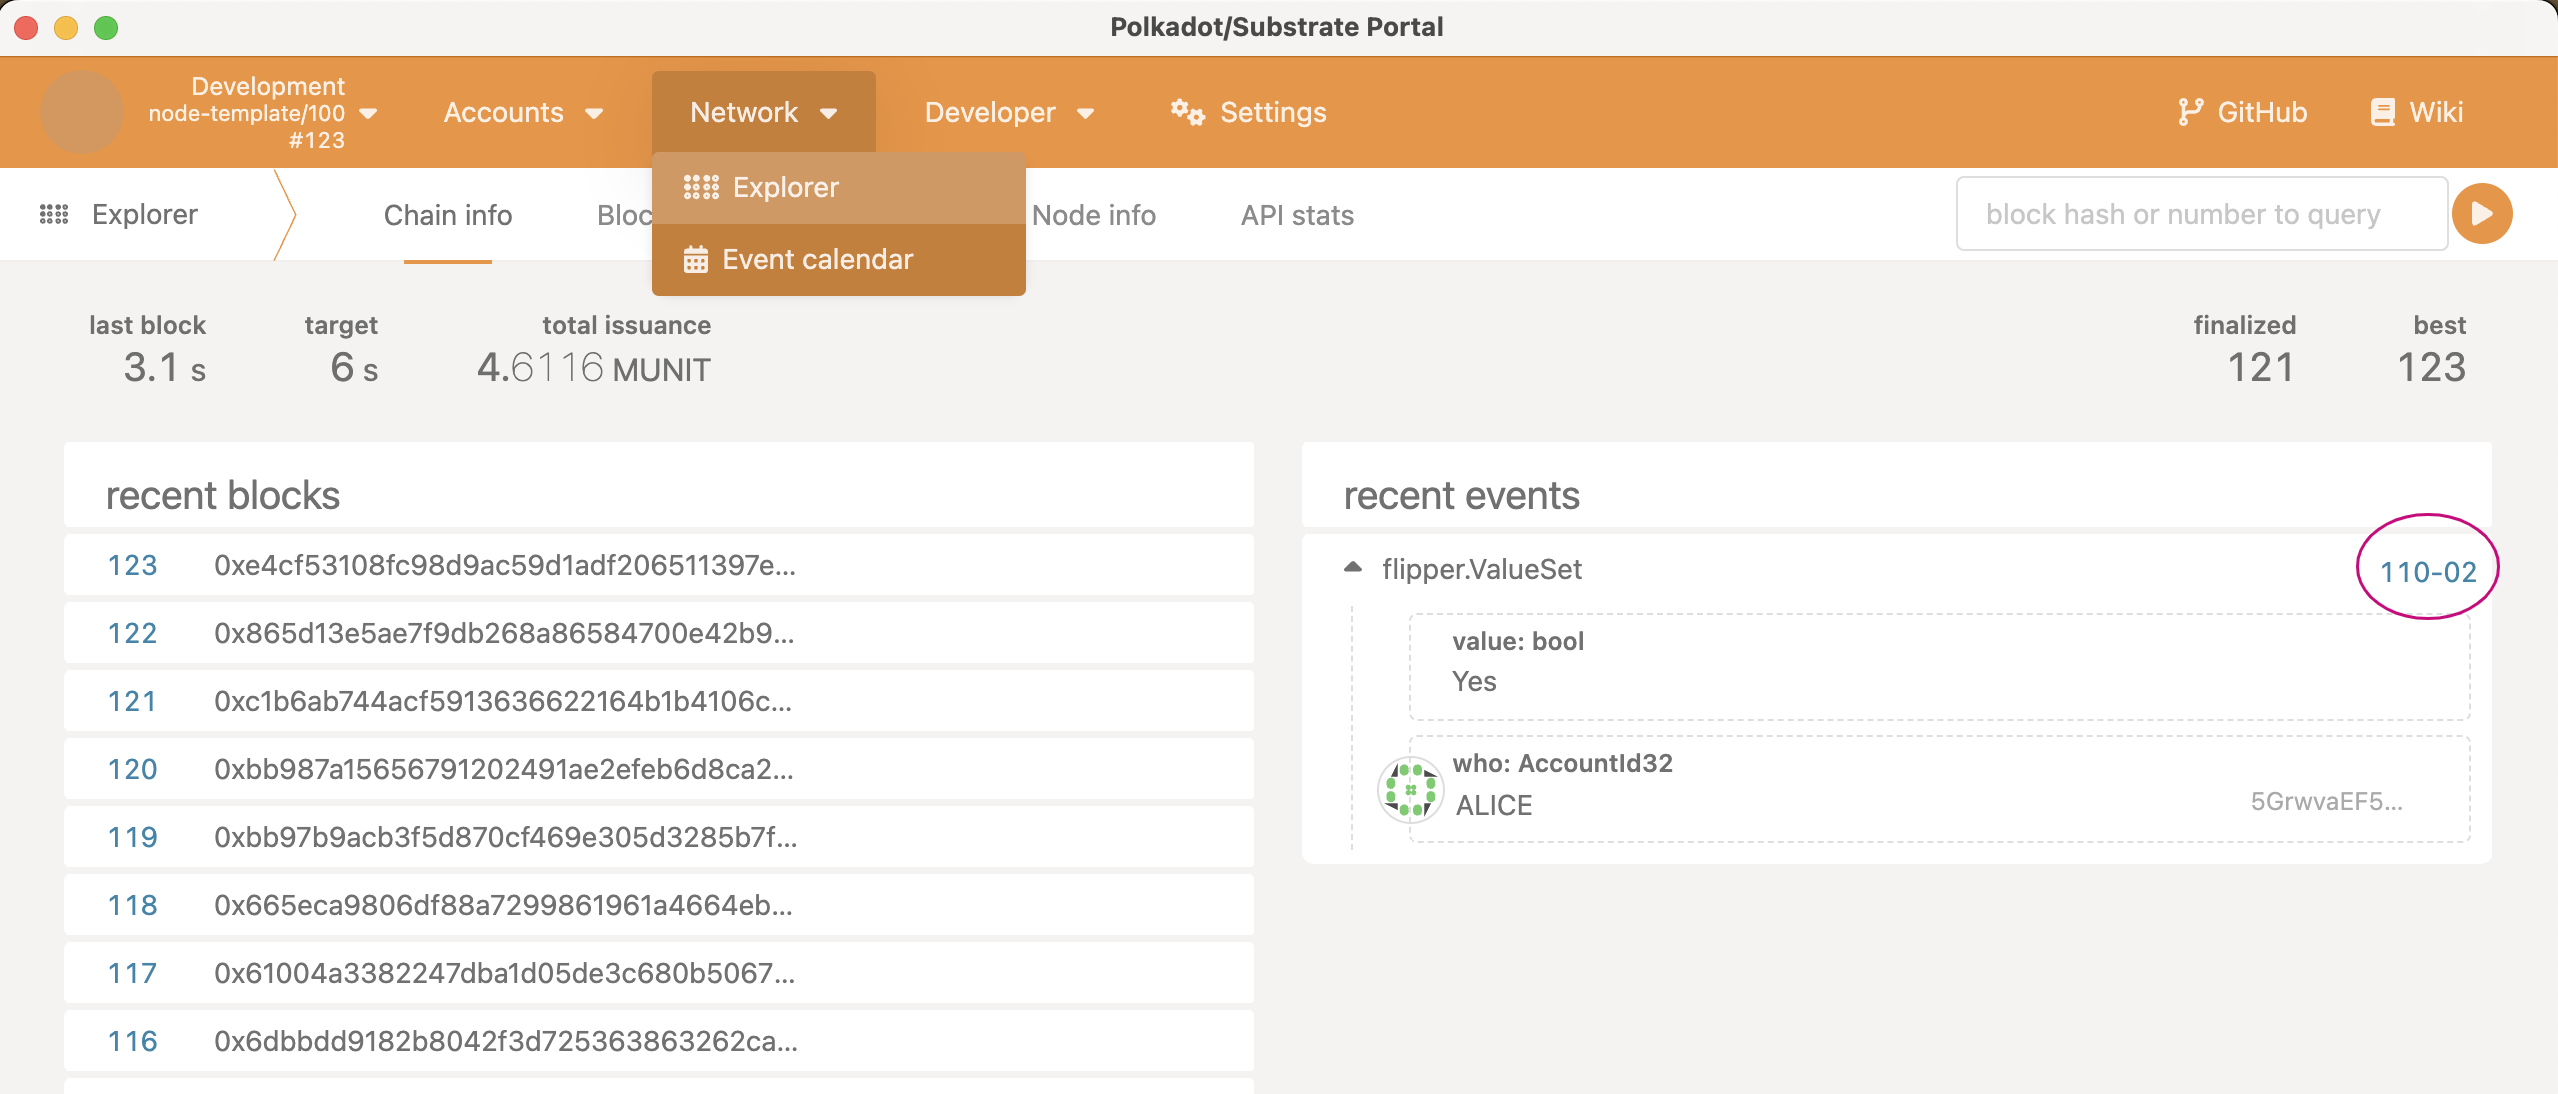 Polkadot/Substrate Portal
Development
node-template/100
#123
Accounts
Network
Developer
Settings
GitHub
Wiki
Explorer
Event calendar
Explorer
Chain info
Bloc
Node info
API stats
block hash or number to query
last block
3.1 s
target
6 s
total issuance
4.6116 MUNIT
finalized
121
best
123
recent blocks
123 0xe4cf53108fc98d9ac59d1adf206511397e...
122 0x865d13e5ae7f9db268a86584700e42b9...
121 0xc1b6ab744acf5913636622164b1b4106c...
120 0xbb987a15656791202491ae2efeb6d8ca2...
119 0xbb97b9acb3f5d870cf469e305d3285b7f...
118 0x665eca9806df88a7299861961a4664eb...
117 0x61004a3382247dba1d05de3c680b5067...
116 0x6dbbdd9182b8042f3d725363863262ca...
recent events
flipper.ValueSet 110-02
value: bool
Yes
who: AccountId32
ALICE 5GrwvaEF5...